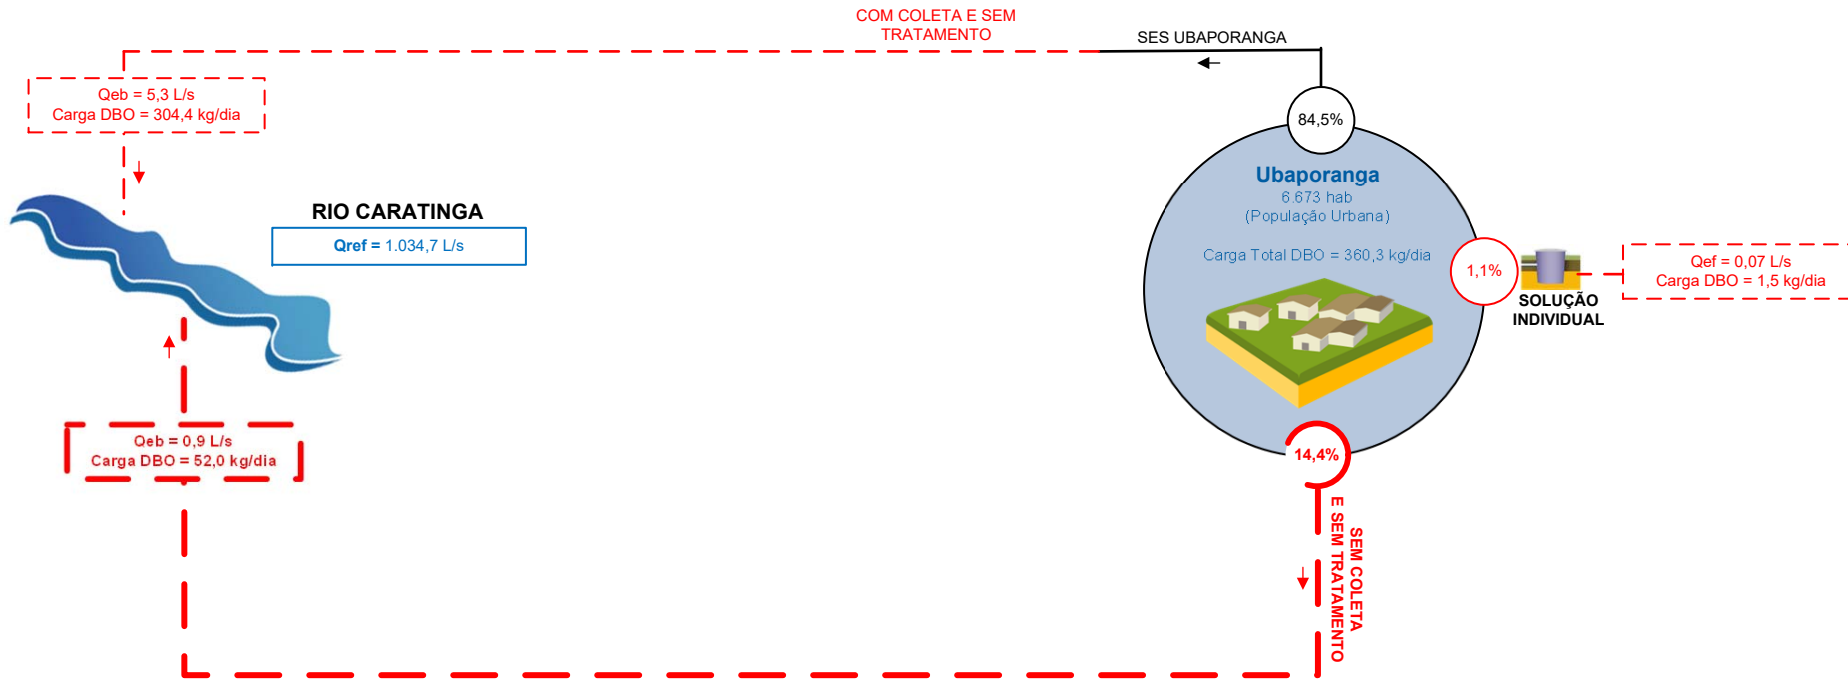 COM COLETA E SEM
TRATAMENTO
SES UBAPORANGA
Qeb = 5,3 L/s
Carga DBO = 304,4 kg/dia
84,5%
Ubaporanga
6.673 hab
(População Urbana)
Carga Total DBO = 360,3 kg/dia
RIO CARATINGA
Qref = 1.034,7 L/s
1,1%
SOLUÇÃO
INDIVIDUAL
Qef = 0,07 L/s
Carga DBO = 1,5 kg/dia
Qeb = 0,9 L/s
Carga DBO = 52,0 kg/dia
14,4%
SEM COLETA
E SEM TRATAMENTO